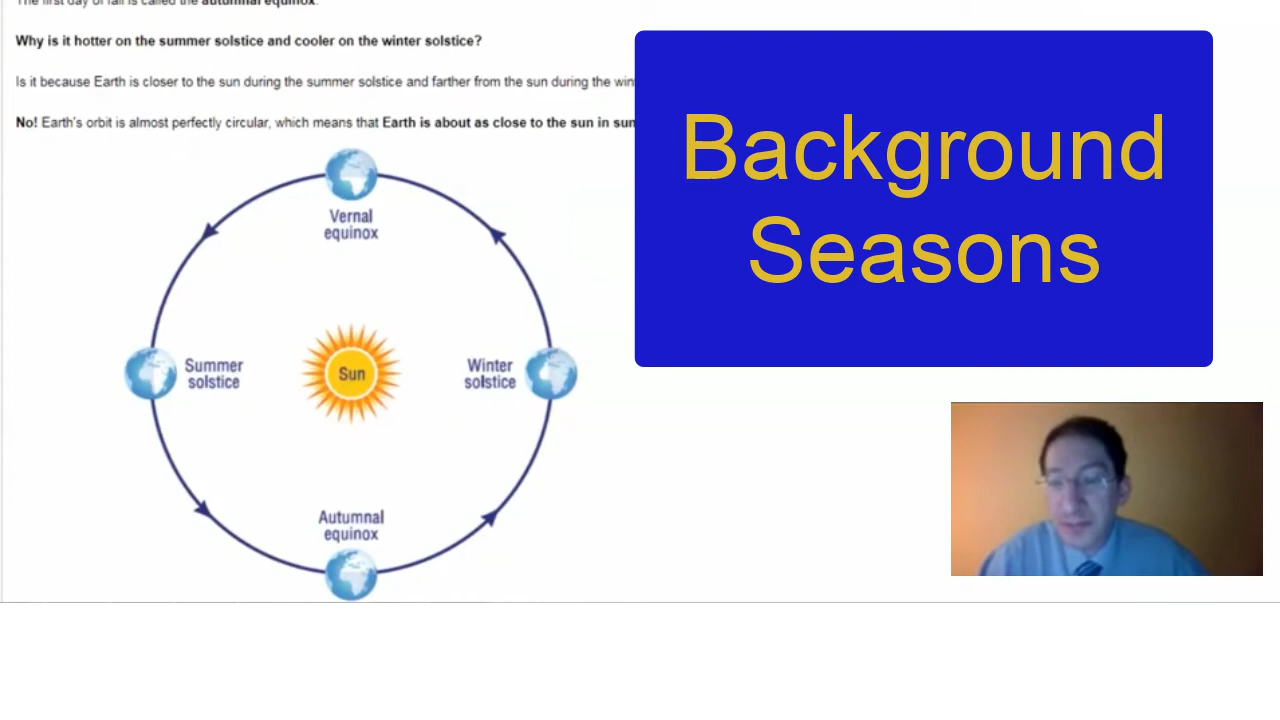 The first day of fall is called the autumnal equinox.
Why is it hotter on the summer solstice and cooler on the winter solstice?
Is it because Earth is closer to the sun during the summer solstice and farther from the sun during the
No! Earth's orbit is almost perfectly circular, which means that Earth is about as close to the sun in
Background
Seasons
Vernal
equinox
Summer
solstice
Sun
Winter
solstice
Autumnal
equinox